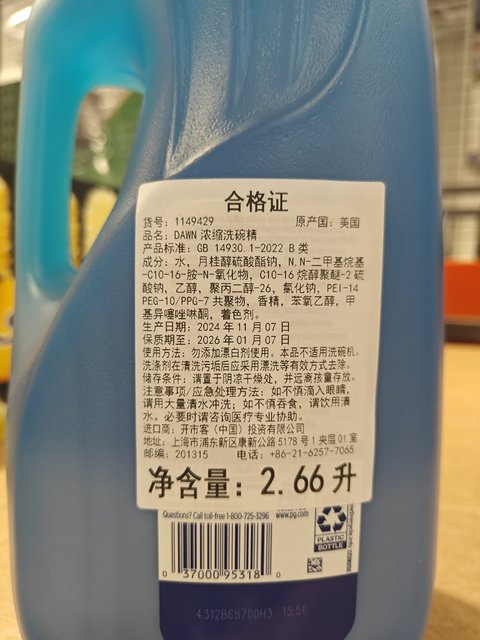 合格证
货号: 1149429 原产国: 美国
品名: DAWN 浓缩洗碗精
产品标准: GB 14930.1-2022 B 类
成分: 水, 月桂醇硫酸酯钠, N,N-二甲基烷基
-C10-16-胺-N-氧化物, C10-16 烷醇聚醚-2 硫
酸钠, 乙醇, 聚丙二醇-26, 氯化钠, PEI-14
PEG-10/PPG-7 共聚物, 香精, 苯氧乙醇, 甲
基异噻唑啉酮, 着色剂。
生产日期: 2024 年 11 月 07 日
保质期至: 2026 年 01 月 07 日
使用方法: 勿添加漂白剂使用。本品不适用洗碗机。
洗涤剂在清洗污垢后应采用漂洗等有效方式去除。
储存条件: 请置于阴凉干燥处, 并远离孩童存放。
注意事项/应急处理方法: 如不慎滴入眼睛,
请用大量清水冲洗; 如不慎吞食, 请饮用清
水。必要时请咨询医疗专业协助。
进口商: 开市客 (中国) 投资有限公司
地址: 上海市浦东新区康新公路 5178 号 1 夹层 01 室
邮编: 201315 电话: +86-21-6257-7065
净含量: 2.66 升
Questions? Call toll-free 1-800-725-3296 www.pg.com
PLASTIC
BOTTLE
0 37000 95318 0
4312B68700H3 15:50